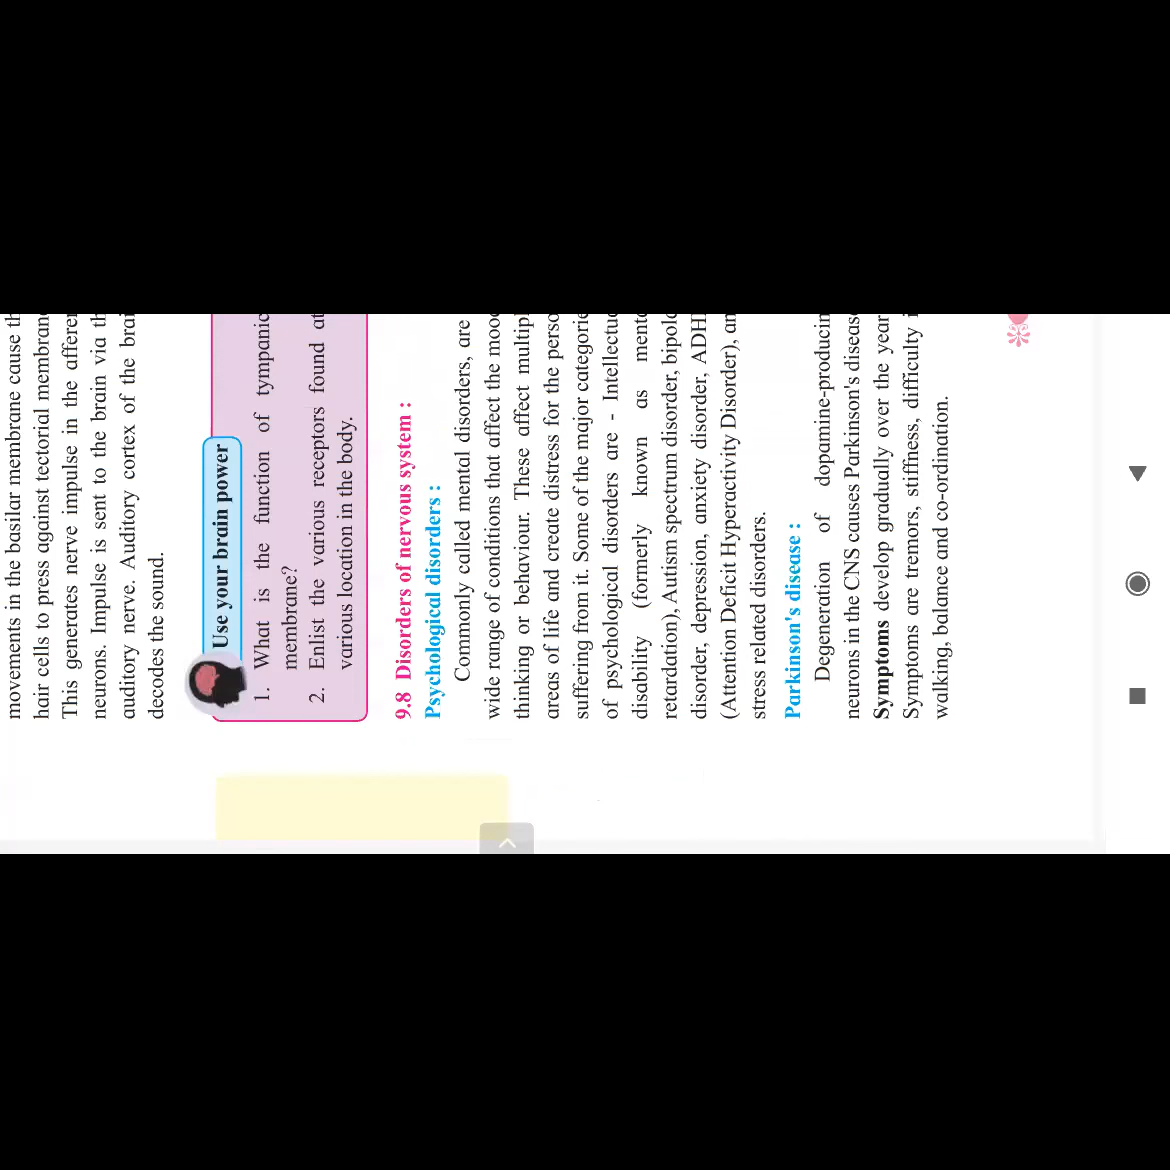 movements in the basilar membrane cause
hair cells to press against tectorial
This generates nerve impulse in the
neurons. Impulse is sent to the brain via
auditory nerve. Auditory cortex of the
decodes the sound.
Use your brain power
1. What is the function of tympanic
membrane?
2. Enlist the various receptors found at
various location in the body.
9.8 Disorders of nervous system :
Psychological disorders :
Commonly called mental disorders, are
wide range of conditions that affect the
thinking or behaviour. These affect
areas of life and create distress for the
suffering from it. Some of the major
of psychological disorders are -
disability (formerly known as
retardation), Autism spectrum disorder,
disorder, depression, anxiety disorder,
(Attention Deficit Hyperactivity Disorder),
stress related disorders.
Parkinson's disease :
Degeneration of
neurons in the CNS causes Parkinson's
Symptoms develop gradually over the
Symptoms are tremors, stiffness, difficulty
walking, balance and co-ordination.